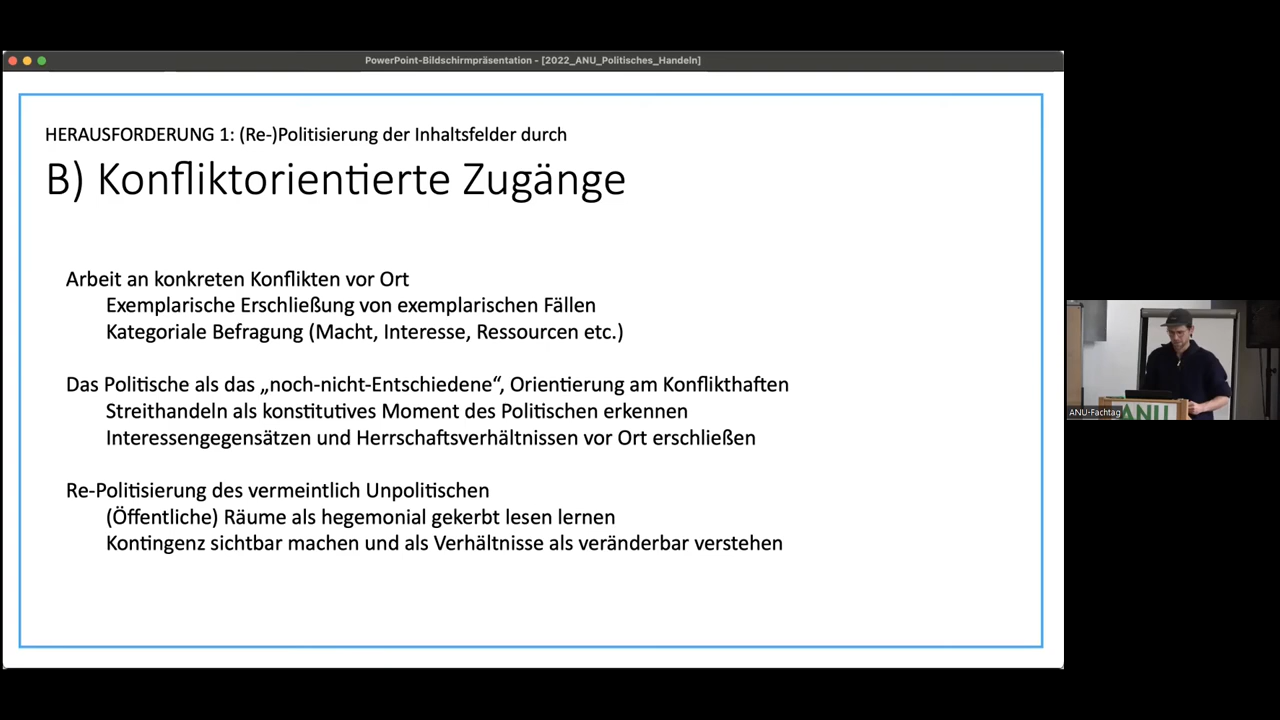 PowerPoint-Bildschirmpräsentation - [2022_ANU_Politisches_Handeln]
HERAUSFORDERUNG 1: (Re-)Politisierung der Inhaltsfelder durch
B) Konfliktorientierte Zugänge
Arbeit an konkreten Konflikten vor Ort
Exemplarische Erschließung von exemplarischen Fällen
Kategoriale Befragung (Macht, Interesse, Ressourcen etc.)
Das Politische als das „noch-nicht-Entschiedene“, Orientierung am Konflikthaften
Streithandeln als konstitutives Moment des Politischen erkennen
Interessengegensätzen und Herrschaftsverhältnissen vor Ort erschließen
Re-Politisierung des vermeintlich Unpolitischen
(Öffentliche) Räume als hegemonial gekerbt lesen lernen
Kontingenz sichtbar machen und als Verhältnisse als veränderbar verstehen
ANU-Fachtag
ANU